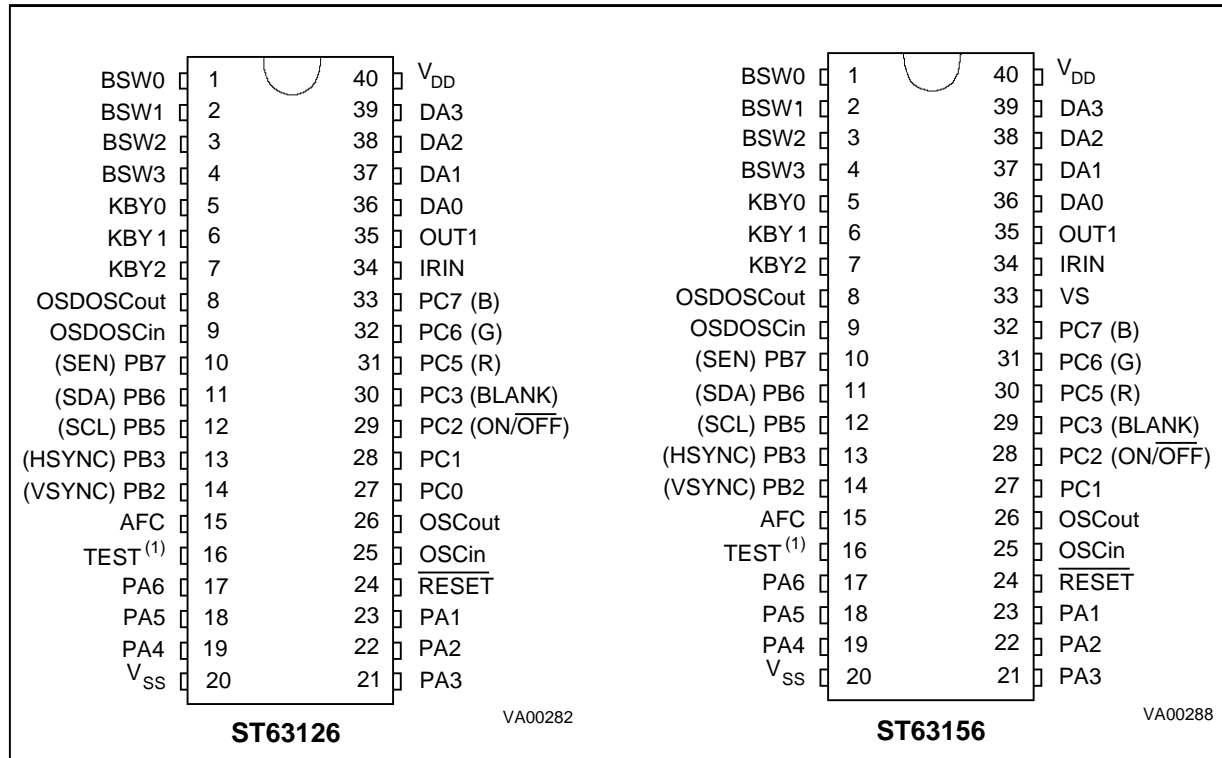 BSW0 1 40 VDD
BSW1 2 39 DA3
BSW2 3 38 DA2
BSW3 4 37 DA1
KBY0 5 36 DA0
KBY1 6 35 OUT1
KBY2 7 34 IRIN
OSDOSCout 8 33 PC7 (B)
OSDOSCin 9 32 PC6 (G)
(SEN) PB7 10 31 PC5 (R)
(SDA) PB6 11 30 PC3 (BLANK)
(SCL) PB5 12 29 PC2 (ON/OFF)
(HSYNC) PB3 13 28 PC1
(VSYNC) PB2 14 27 PC0
AFC 15 26 OSCout
TEST(1) 16 25 OSCin
PA6 17 24 RESET
PA5 18 23 PA1
PA4 19 22 PA2
VSS 20 21 PA3
VA00282
ST63126
BSW0 1 40 VDD
BSW1 2 39 DA3
BSW2 3 38 DA2
BSW3 4 37 DA1
KBY0 5 36 DA0
KBY1 6 35 OUT1
KBY2 7 34 IRIN
OSDOSCout 8 33 VS
OSDOSCin 9 32 PC7 (B)
(SEN) PB7 10 31 PC6 (G)
(SDA) PB6 11 30 PC5 (R)
(SCL) PB5 12 29 PC3 (BLANK)
(HSYNC) PB3 13 28 PC2 (ON/OFF)
(VSYNC) PB2 14 27 PC1
AFC 15 26 OSCout
TEST(1) 16 25 OSCin
PA6 17 24 RESET
PA5 18 23 PA1
PA4 19 22 PA2
VSS 20 21 PA3
VA00288
ST63156